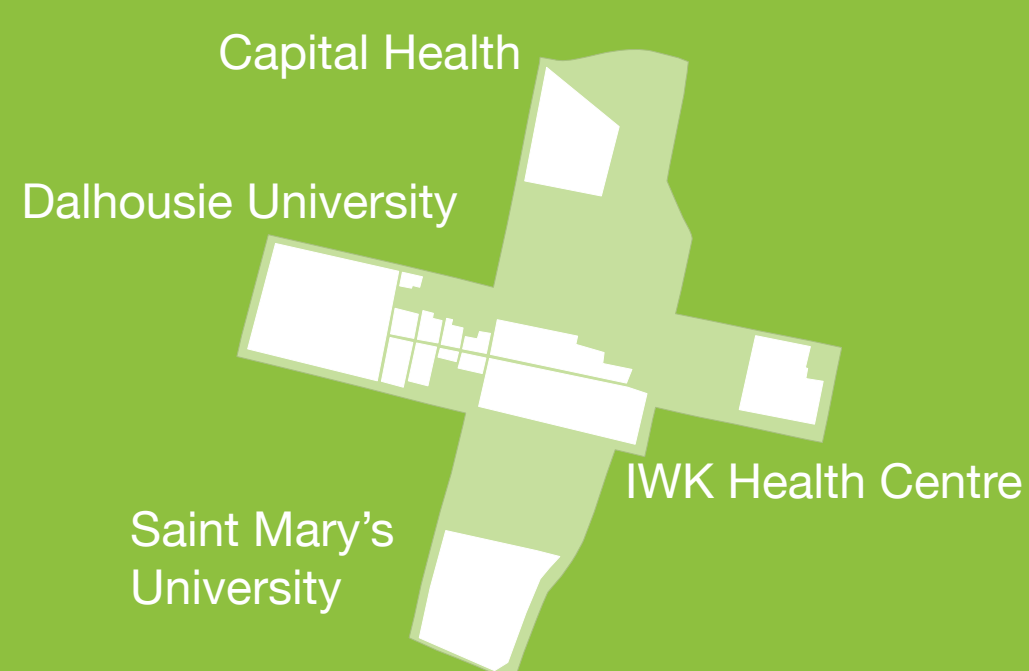 Capital Health
Dalhousie University
IWK Health Centre
Saint Mary’s
University